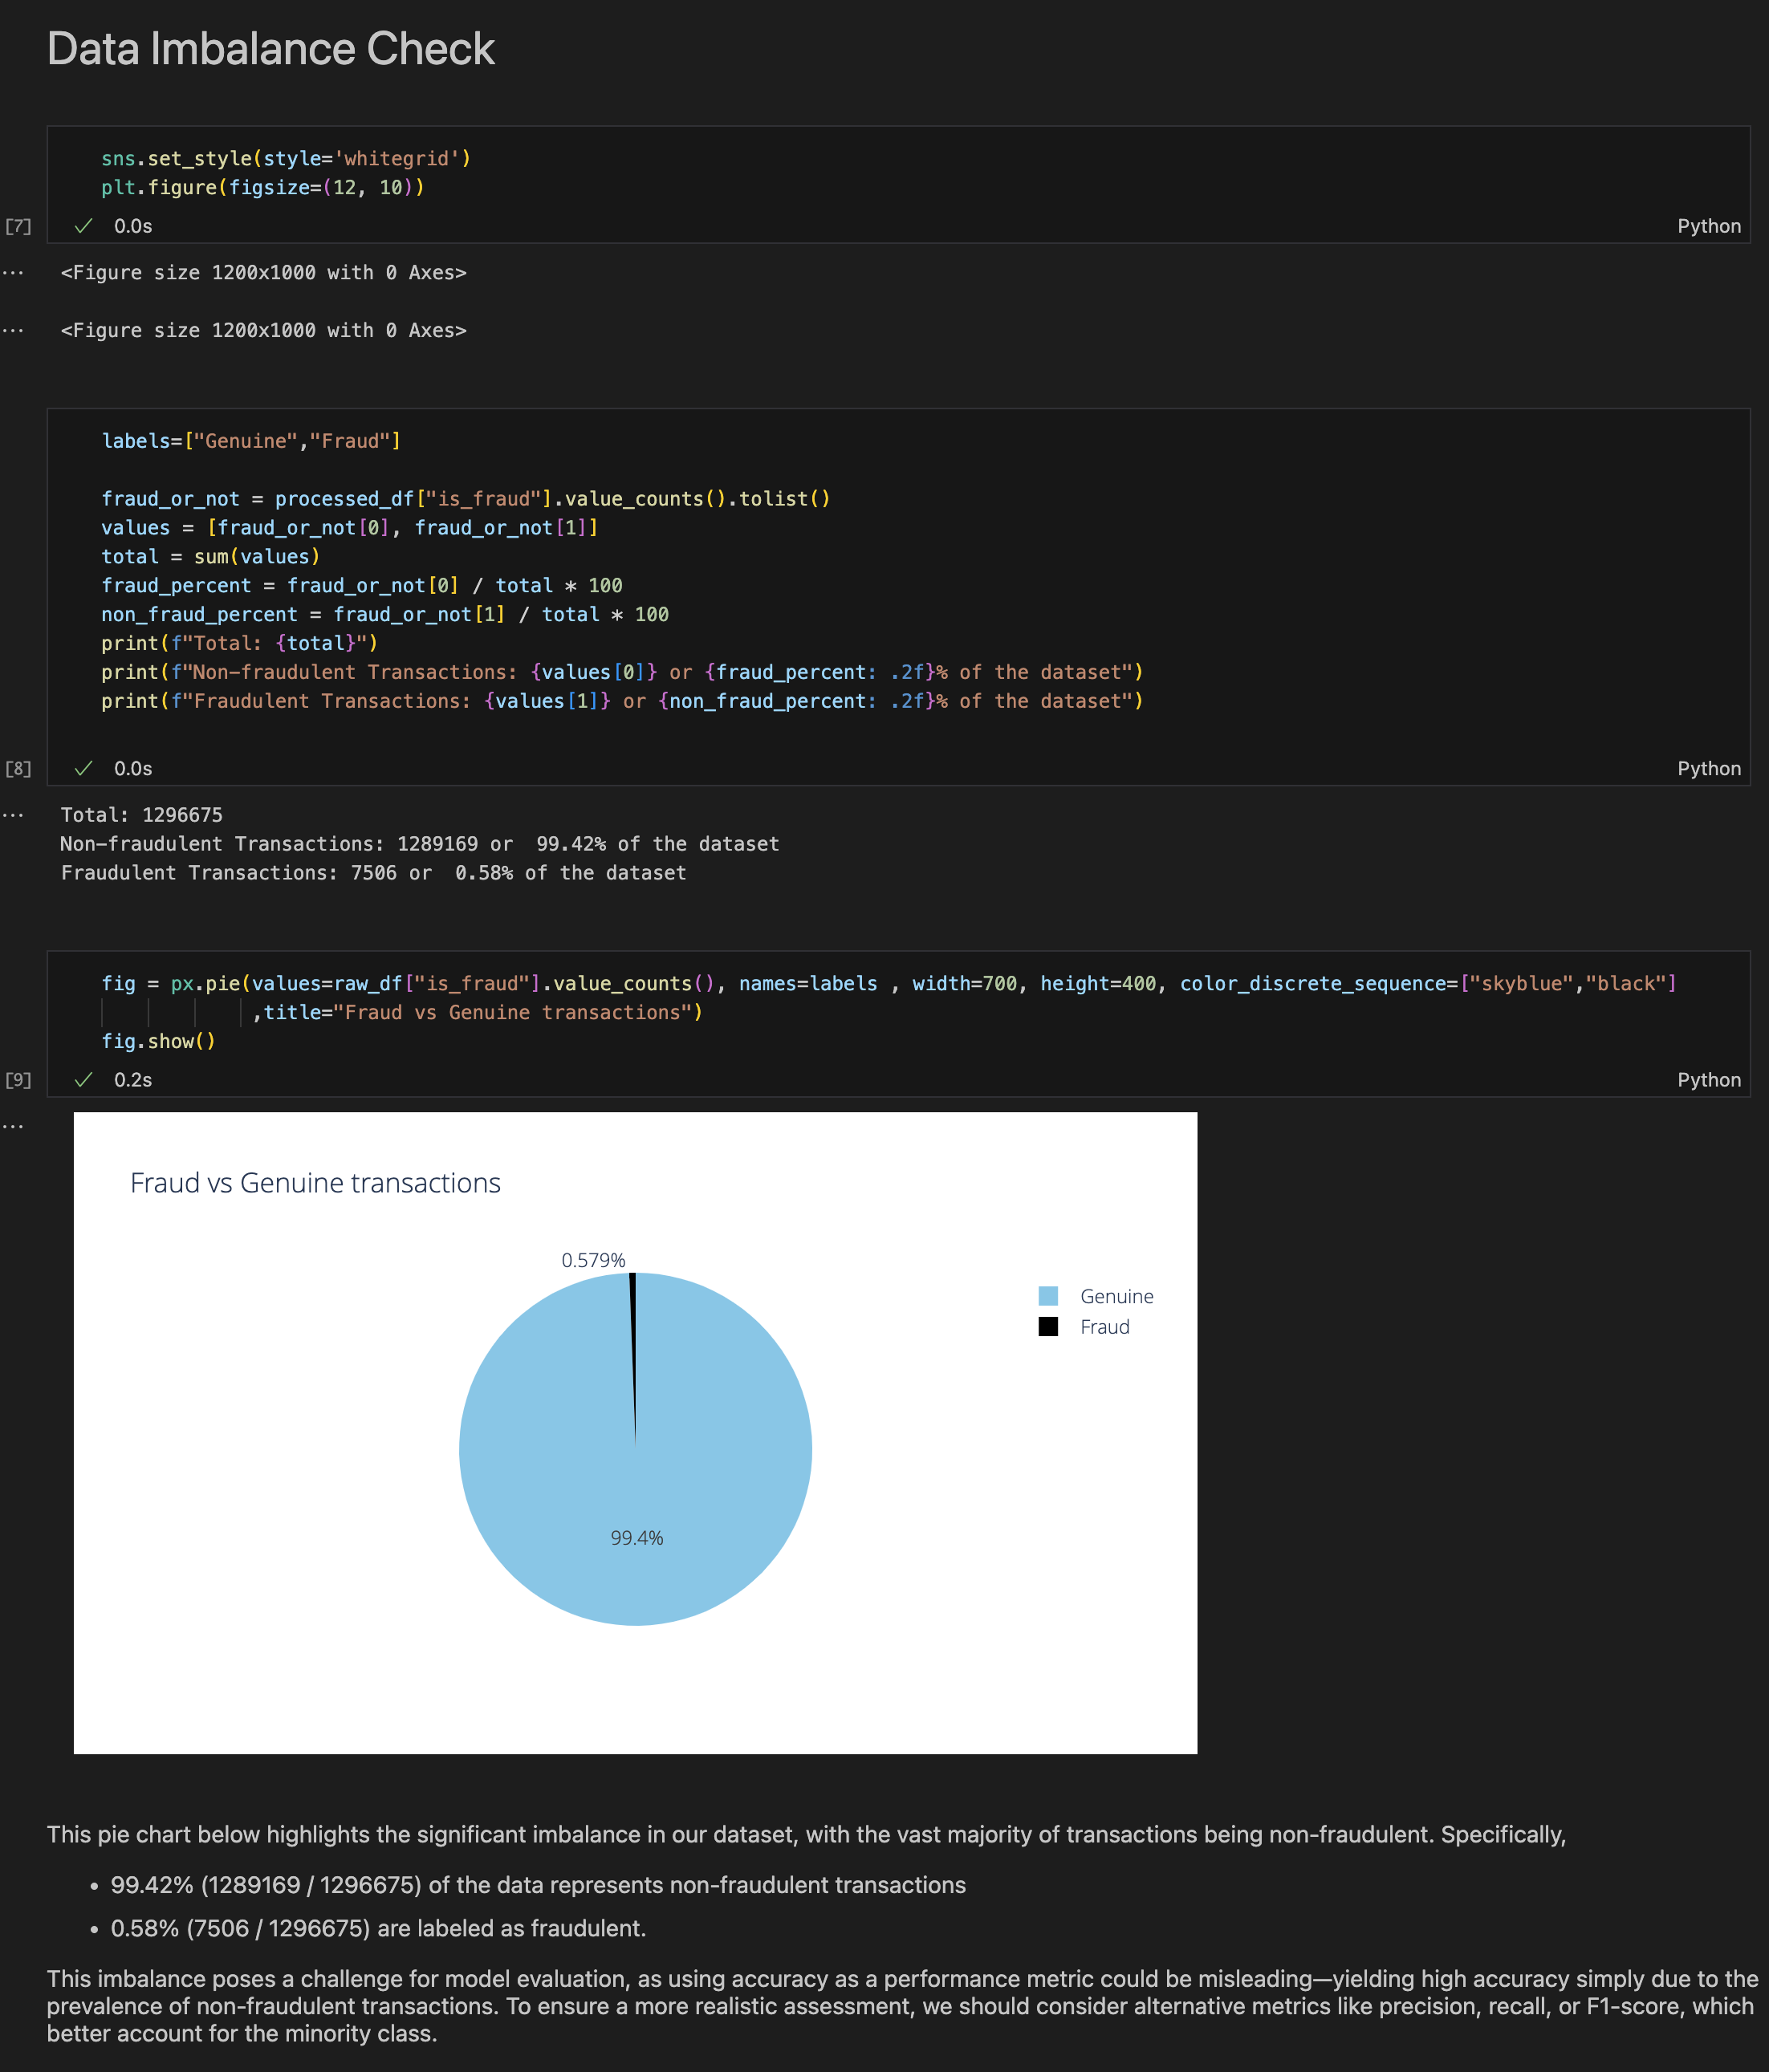 Data Imbalance Check
sns.set_style(style='whitegrid')
plt.figure(figsize=(12, 10))
[7]
0.0s
Python
... <Figure size 1200x1000 with 0 Axes>
... <Figure size 1200x1000 with 0 Axes>
labels=["Genuine","Fraud"]
fraud_or_not = processed_df["is_fraud"].value_counts().tolist()
values = [fraud_or_not[0], fraud_or_not[1]]
total = sum(values)
fraud_percent = fraud_or_not[0] / total * 100
non_fraud_percent = fraud_or_not[1] / total * 100
print(f"Total: {total}")
print(f"Non-fraudulent Transactions: {values[0]} or {fraud_percent: .2f}% of the dataset")
print(f"Fraudulent Transactions: {values[1]} or {non_fraud_percent: .2f}% of the dataset")
[8]
0.0s
Python
... Total: 1296675
Non-fraudulent Transactions: 1289169 or  99.42% of the dataset
Fraudulent Transactions: 7506 or  0.58% of the dataset
fig = px.pie(values=raw_df["is_fraud"].value_counts(), names=labels , width=700, height=400, color_discrete_sequence=["skyblue","black"]
,title="Fraud vs Genuine transactions")
fig.show()
[9]
0.2s
Python
...
Fraud vs Genuine transactions
0.579%
Genuine
Fraud
99.4%
This pie chart below highlights the significant imbalance in our dataset, with the vast majority of transactions being non-fraudulent. Specifically,
• 99.42% (1289169 / 1296675) of the data represents non-fraudulent transactions
• 0.58% (7506 / 1296675) are labeled as fraudulent.
This imbalance poses a challenge for model evaluation, as using accuracy as a performance metric could be misleading—yielding high accuracy simply due to the
prevalence of non-fraudulent transactions. To ensure a more realistic assessment, we should consider alternative metrics like precision, recall, or F1-score, which
better account for the minority class.